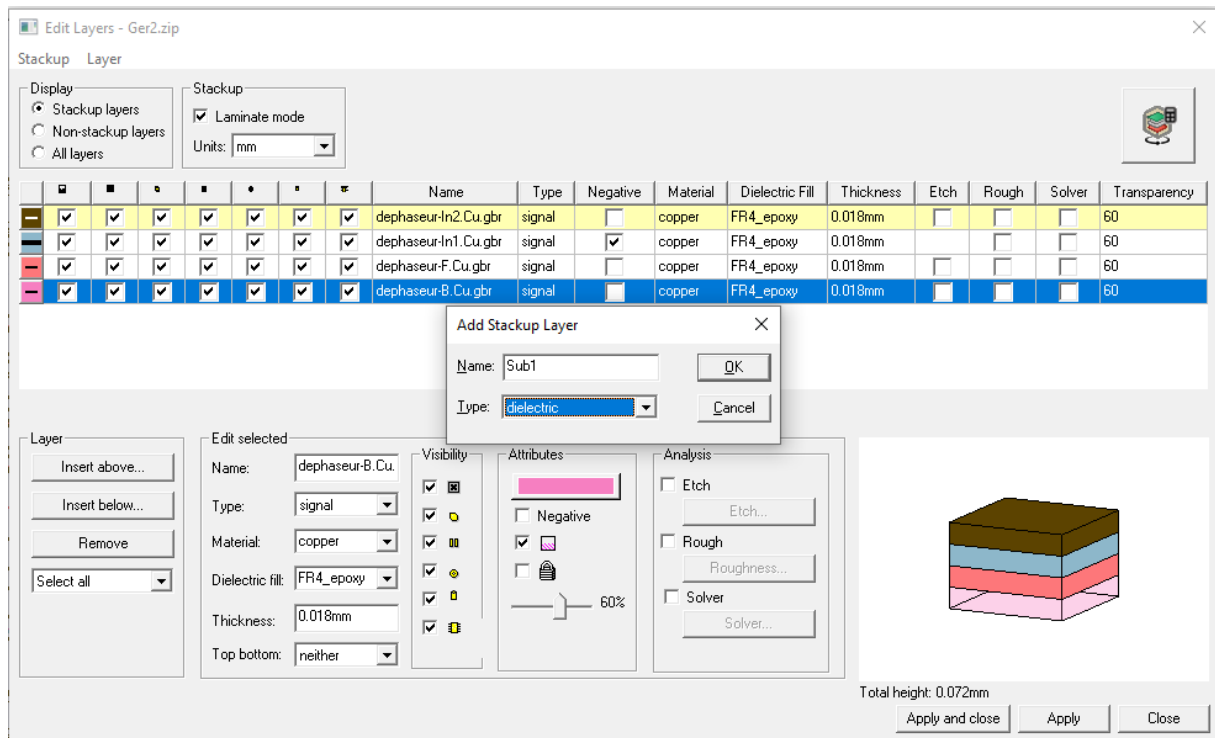 Edit Layers - Ger2.zip
Stackup Layer
Display
Stackup layers
Non-stackup layers
All layers
Stackup
Laminate mode
Units: mm
Name Type Negative Material Dielectric Fill Thickness Etch Rough Solver Transparency
dephaseur-In2.Cu.gbr signal copper FR4_epoxy 0.018mm 60
dephaseur-In1.Cu.gbr signal copper FR4_epoxy 0.018mm 60
dephaseur-F.Cu.gbr signal copper FR4_epoxy 0.018mm 60
dephaseur-B.Cu.gbr signal copper FR4_epoxy 0.018mm 60
Add Stackup Layer
Name: Sub1
OK
Type: dielectric
Cancel
Layer
Insert above...
Insert below...
Remove
Select all
Edit selected
Name: dephaseur-B.Cu.
Type: signal
Material: copper
Dielectric fill: FR4_epoxy
Thickness: 0.018mm
Top bottom: neither
Visibility
Attributes
Negative
60%
Analysis
Etch
Etch...
Rough
Roughness...
Solver
Solver...
Total height: 0.072mm
Apply and close Apply Close